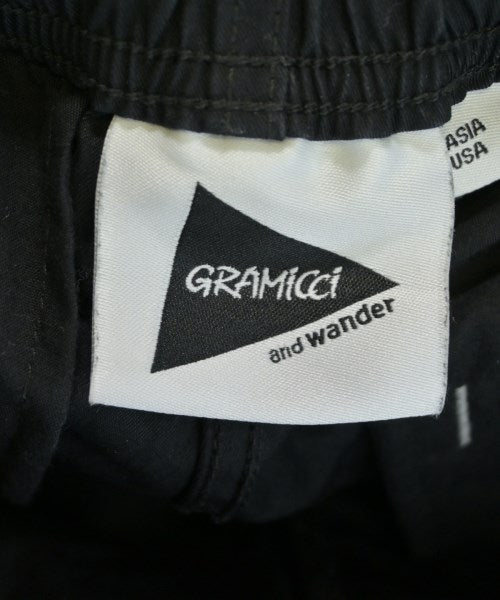 ASIA
USA
GRAMiCCi
and wander